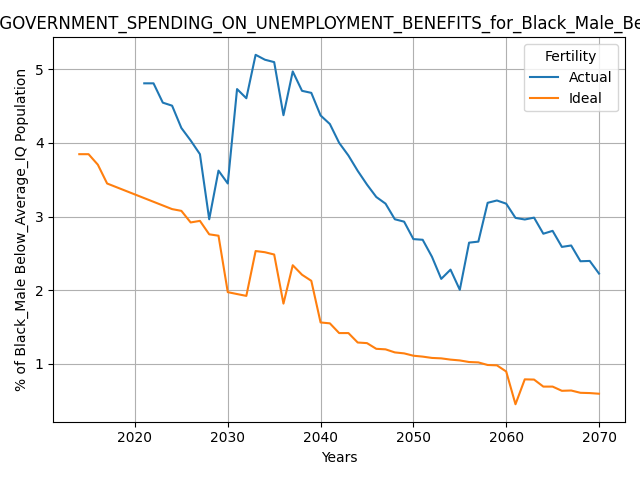 GOVERNMENT_SPENDING_ON_UNEMPLOYMENT_BENEFITS_for_Black_Male_Be
Fertility
Actual
Ideal
% of Black_Male Below_Average_IQ Population
5
4
3
2
1
2020 2030 2040 2050 2060 2070
Years